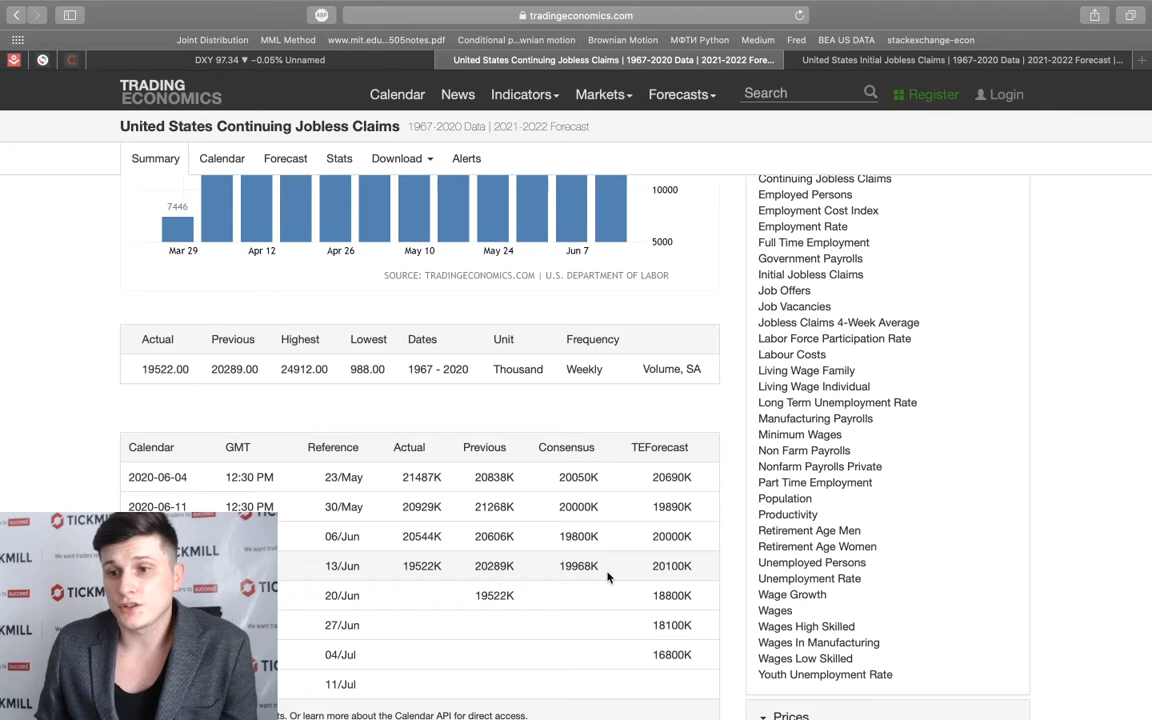 ABP
tradingeconomics.com
Joint Distribution MML Method www.mit.edu...505notes.pdf Conditional p...wnian motion Brownian Motion МФТИ Python Medium Fred BEA US DATA stackexchange-econ
DXY 97.34 ▼ −0.05% Unnamed United States Continuing Jobless Claims | 1967-2020 Data | 2021-2022 Fore... United States Initial Jobless Claims | 1967-2020 Data | 2021-2022 Forecast |...
TRADING
ECONOMICS
Calendar News Indicators Markets Forecasts Search Register Login
United States Continuing Jobless Claims 1967-2020 Data | 2021-2022 Forecast
Summary Calendar Forecast Stats Download Alerts
10000
7446
5000
Mar 29 Apr 12 Apr 26 May 10 May 24 Jun 7
SOURCE: TRADINGECONOMICS.COM | U.S. DEPARTMENT OF LABOR
Actual Previous Highest Lowest Dates Unit Frequency
19522.00 20289.00 24912.00 988.00 1967 - 2020 Thousand Weekly Volume, SA
Calendar GMT Reference Actual Previous Consensus TEForecast
2020-06-04 12:30 PM 23/May 21487K 20838K 20050K 20690K
2020-06-11 12:30 PM 30/May 20929K 21268K 20000K 19890K
06/Jun 20544K 20606K 19800K 20000K
13/Jun 19522K 20289K 19968K 20100K
20/Jun 19522K 18800K
27/Jun 18100K
04/Jul 16800K
11/Jul
ts. Or learn more about the Calendar API for direct access.
Continuing Jobless Claims
Employed Persons
Employment Cost Index
Employment Rate
Full Time Employment
Government Payrolls
Initial Jobless Claims
Job Offers
Job Vacancies
Jobless Claims 4-Week Average
Labor Force Participation Rate
Labour Costs
Living Wage Family
Living Wage Individual
Long Term Unemployment Rate
Manufacturing Payrolls
Minimum Wages
Non Farm Payrolls
Nonfarm Payrolls Private
Part Time Employment
Population
Productivity
Retirement Age Men
Retirement Age Women
Unemployed Persons
Unemployment Rate
Wage Growth
Wages
Wages High Skilled
Wages In Manufacturing
Wages Low Skilled
Youth Unemployment Rate
Prices
TICKMILL
We want traders to succeed
TICKMILL